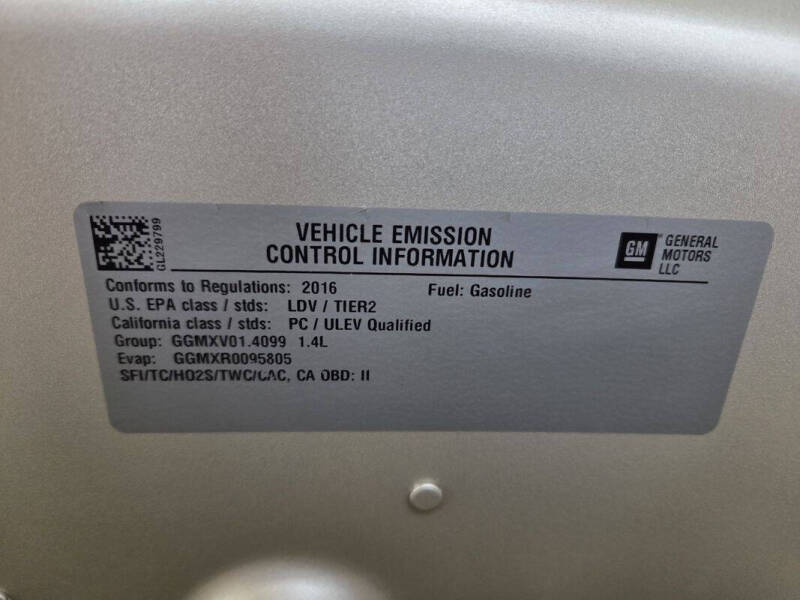 GL229799
VEHICLE EMISSION
CONTROL INFORMATION
GM
GENERAL
MOTORS
LLC
Conforms to Regulations: 2016 Fuel: Gasoline
U.S. EPA class / stds: LDV / TIER2
California class / stds: PC / ULEV Qualified
Group: GGMXV01.4099 1.4L
Evap: GGMXR0095805
SFI/TC/HO2S/TWC/CAC, CA OBD: II